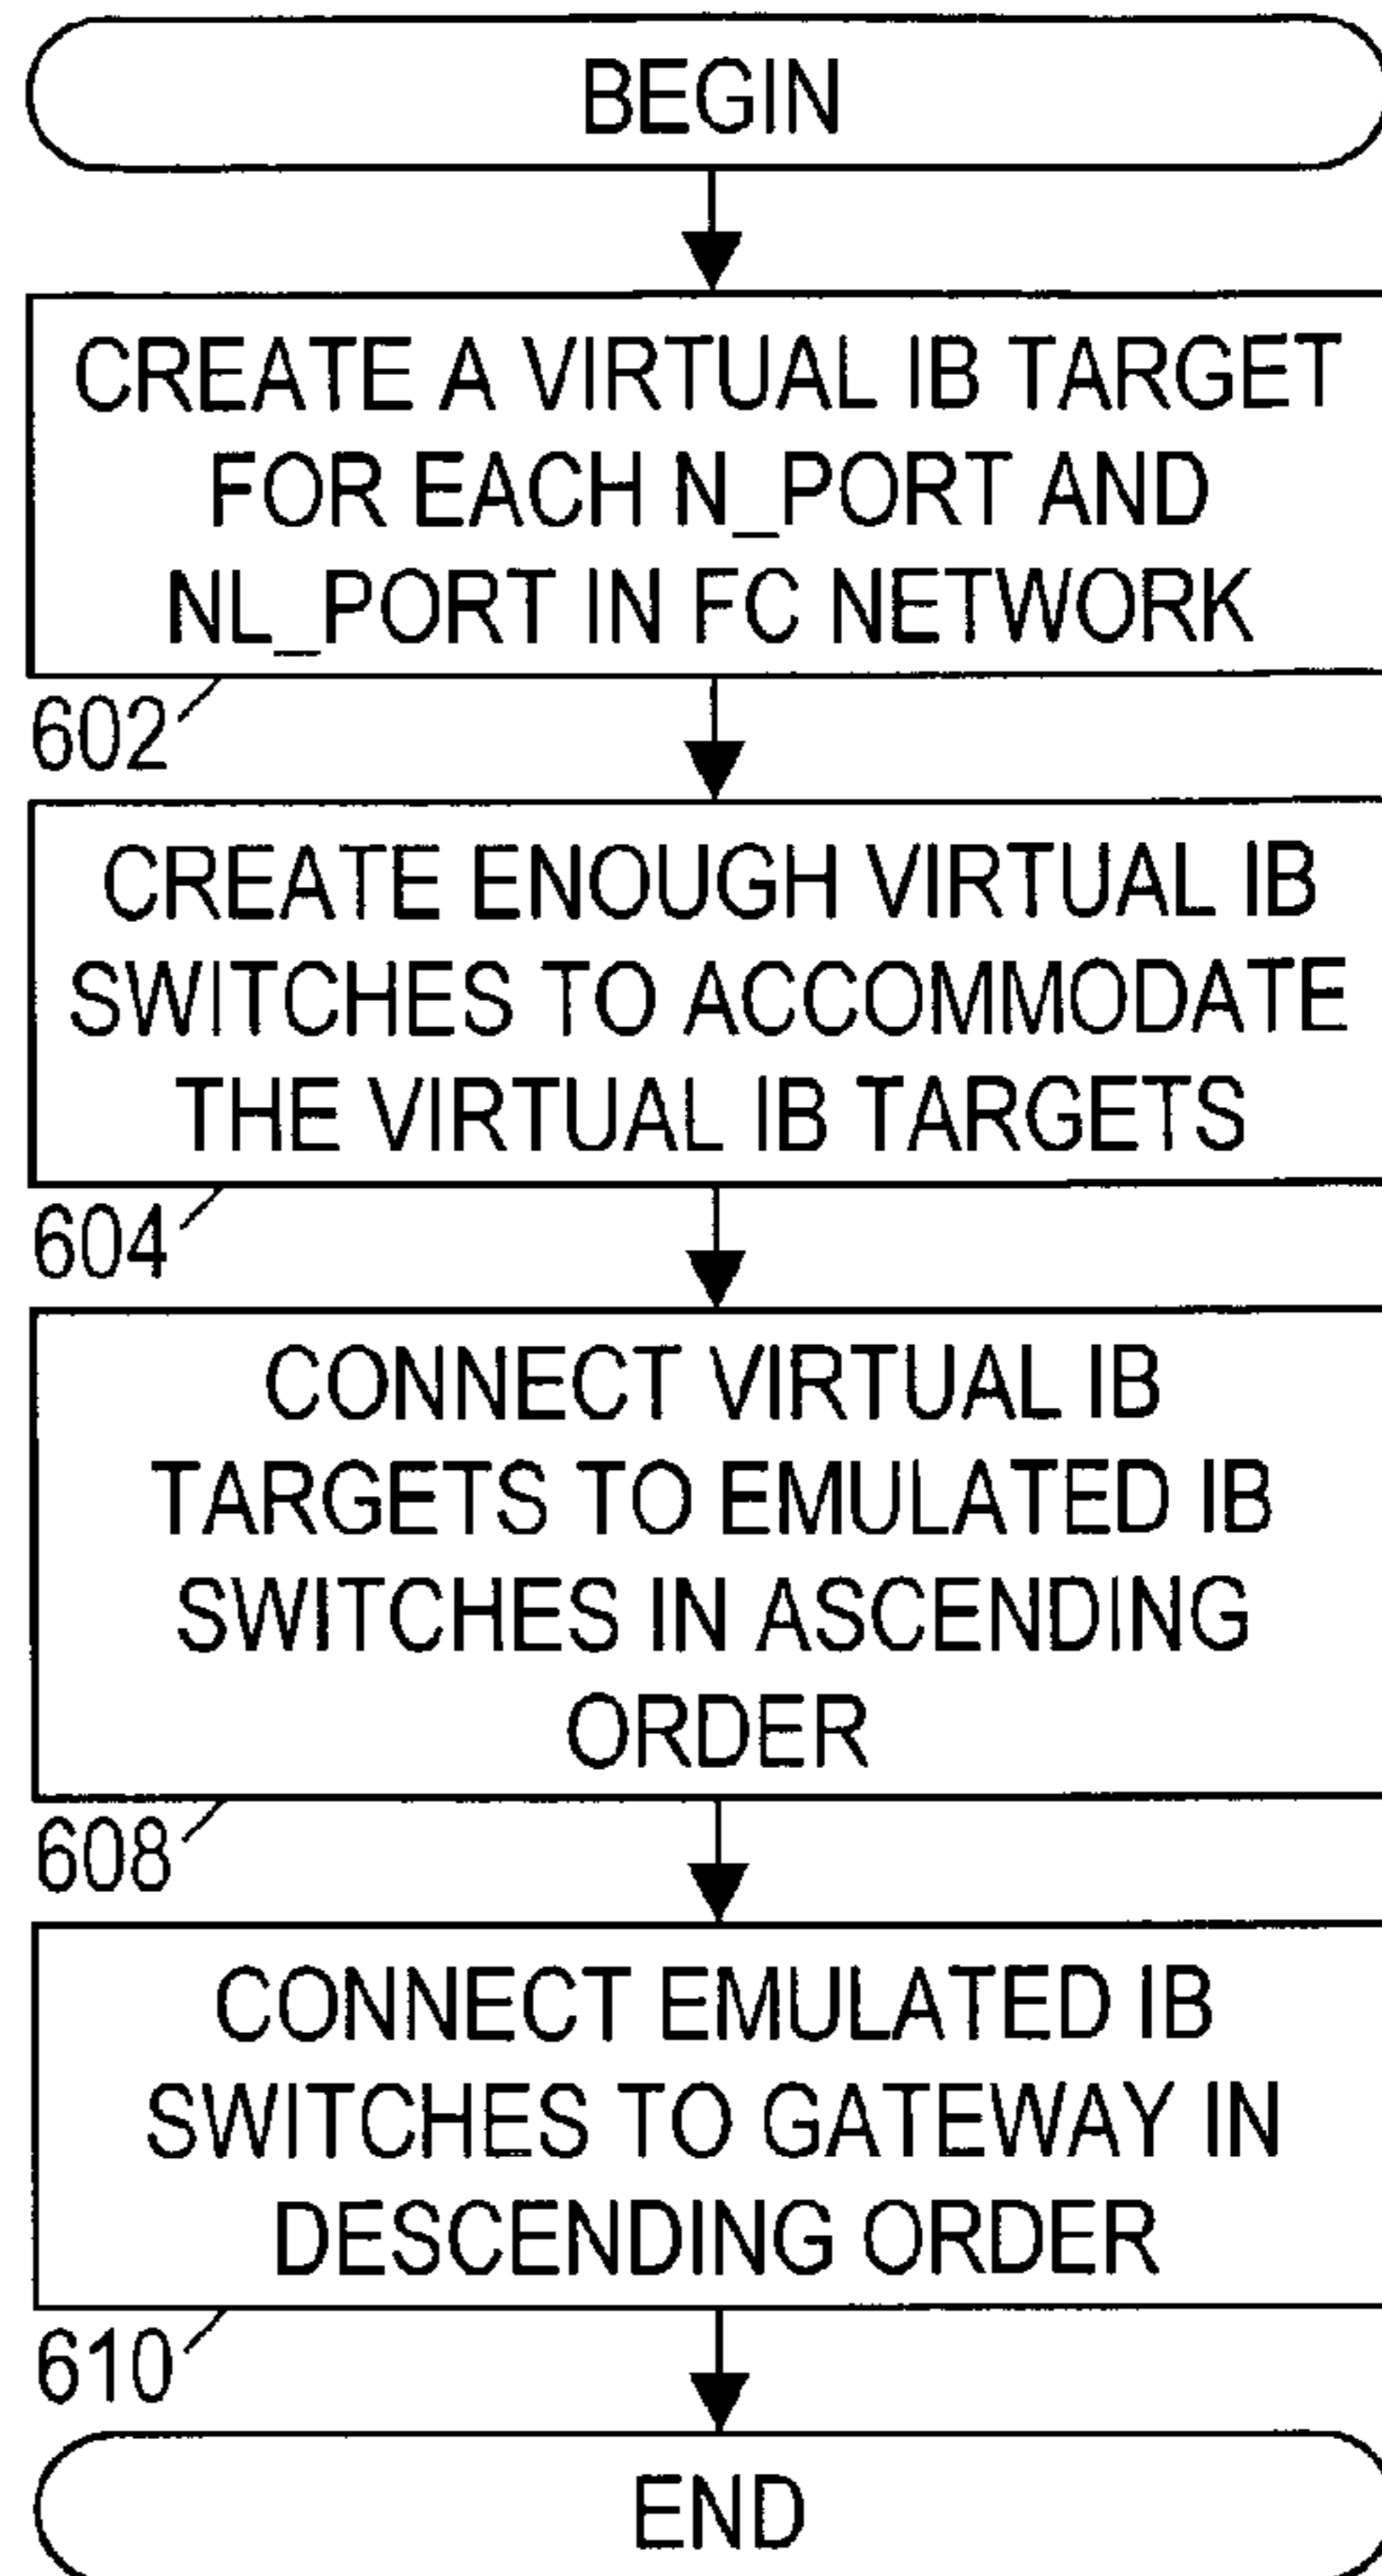 BEGIN
CREATE A VIRTUAL IB TARGET
FOR EACH N_PORT AND
NL_PORT IN FC NETWORK
602
CREATE ENOUGH VIRTUAL IB
SWITCHES TO ACCOMMODATE
THE VIRTUAL IB TARGETS
604
CONNECT VIRTUAL IB
TARGETS TO EMULATED IB
SWITCHES IN ASCENDING
ORDER
608
CONNECT EMULATED IB
SWITCHES TO GATEWAY IN
DESCENDING ORDER
610
END